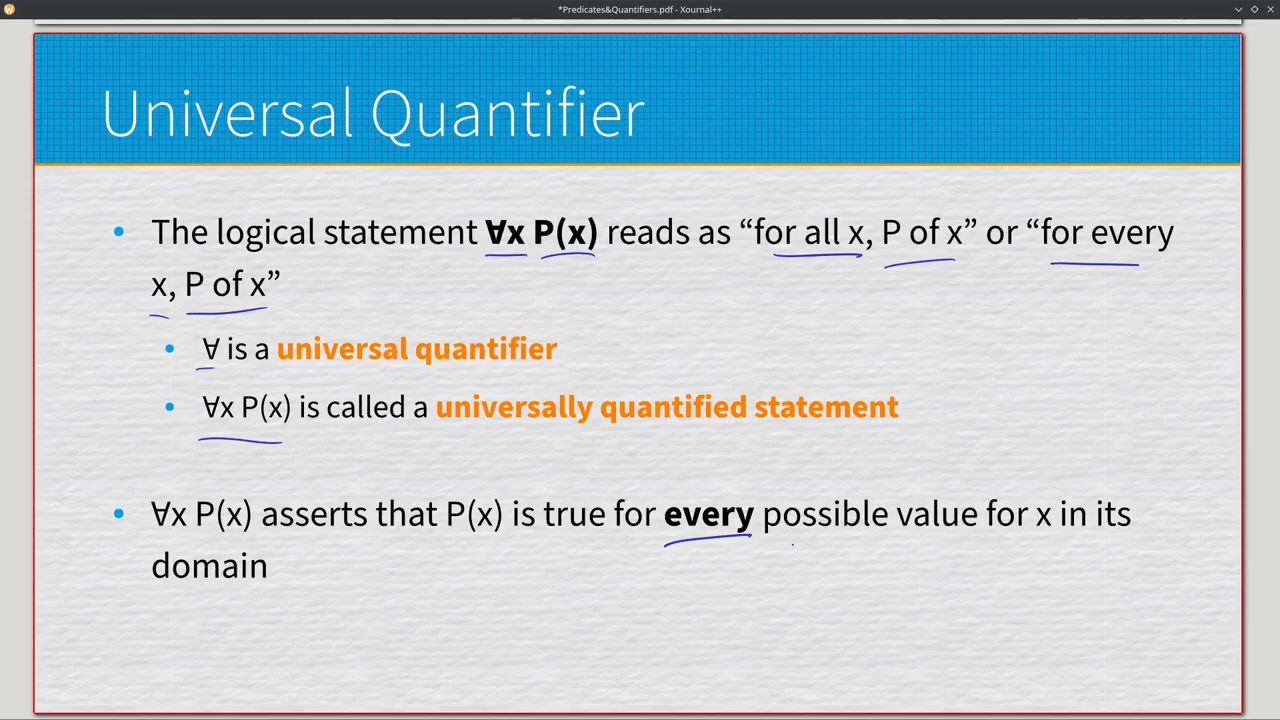 *Predicates&Quantifiers.pdf - Xournal++
Universal Quantifier
• The logical statement ∀x P(x) reads as “for all x, P of x” or “for every
x, P of x”
• ∀ is a universal quantifier
• ∀x P(x) is called a universally quantified statement
• ∀x P(x) asserts that P(x) is true for every possible value for x in its
domain